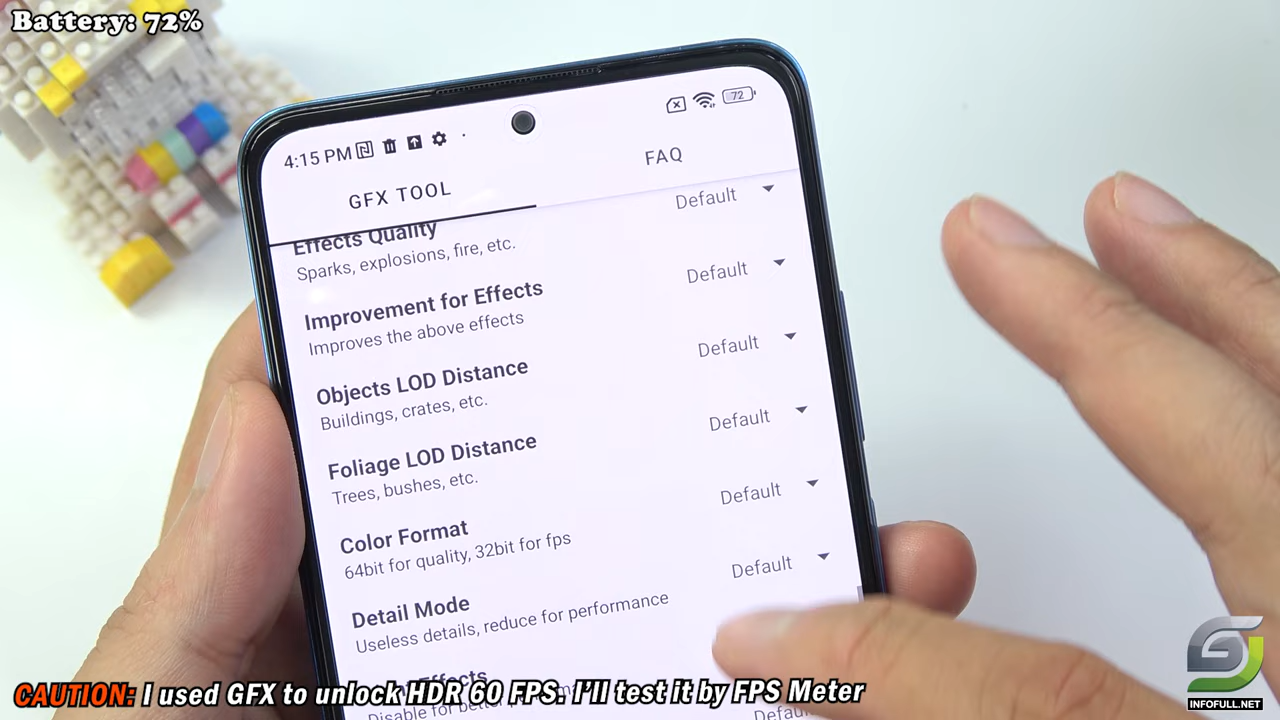 Battery: 72%
4:15 PM
72
GFX TOOL
FAQ
Effects Quality
Default
Sparks, explosions, fire, etc.
Improvement for Effects
Default
Improves the above effects
Objects LOD Distance
Default
Buildings, crates, etc.
Foliage LOD Distance
Default
Trees, bushes, etc.
Color Format
Default
64bit for quality, 32bit for fps
Detail Mode
Default
Useless details, reduce for performance
Effects
Disable for
CAUTION: I used GFX to unlock HDR 60 FPS. I'll test it by FPS Meter
INFOFULL.NET